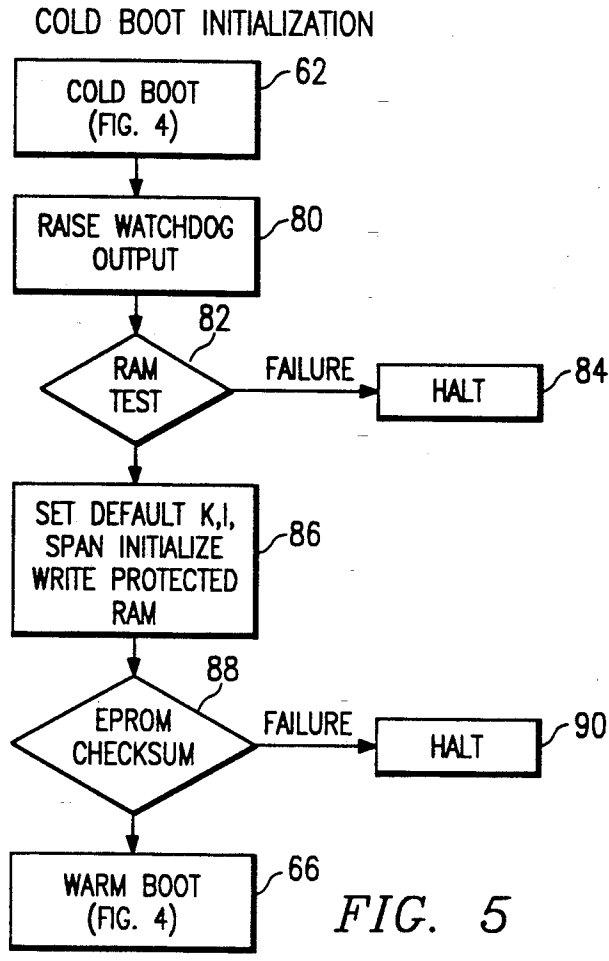 COLD BOOT INITIALIZATION
62
COLD BOOT
(FIG. 4)
80
RAISE WATCHDOG
OUTPUT
82
RAM
TEST
FAILURE
HALT
84
SET DEFAULT K,I,
SPAN INITIALIZE
WRITE PROTECTED
RAM
86
88
EPROM
CHECKSUM
FAILURE
HALT
90
WARM BOOT
(FIG. 4)
66
FIG. 5